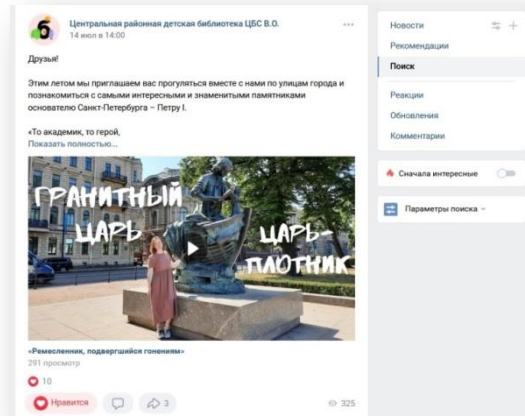 б
Центральная районная детская библиотека ЦБС В.О.
14 июл в 14:00
Друзья!
Этим летом мы приглашаем вас прогуляться вместе с нами по улицам города и
познакомиться с самыми интересными и знаменитыми памятниками
основателю Санкт-Петербурга – Петру I.
«То академик, то герой,
Показать полностью...
ГРАНИТНЫЙ
ЦАРЬ
ЦАРЬ-
ПЛОТНИК
«Ремесленник, подвергшийся гонениям»
291 просмотр
10
Нравится
3
325
Новости
Рекомендации
Поиск
Реакции
Обновления
Комментарии
Сначала интересные
Параметры поиска